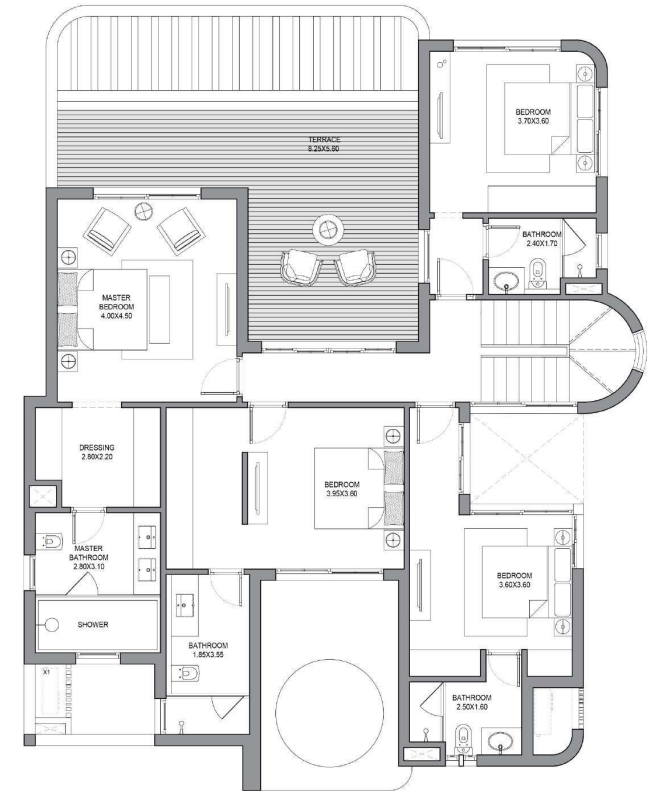 TERRACE
8.25X5.60
BEDROOM
3.70X3.60
BATHROOM
2.40X1.70
MASTER
BEDROOM
4.00X4.50
DRESSING
2.80X2.20
BEDROOM
3.95X3.60
MASTER
BATHROOM
2.80X3.10
BEDROOM
3.60X3.60
SHOWER
BATHROOM
1.85X3.55
X1
BATHROOM
2.50X1.60